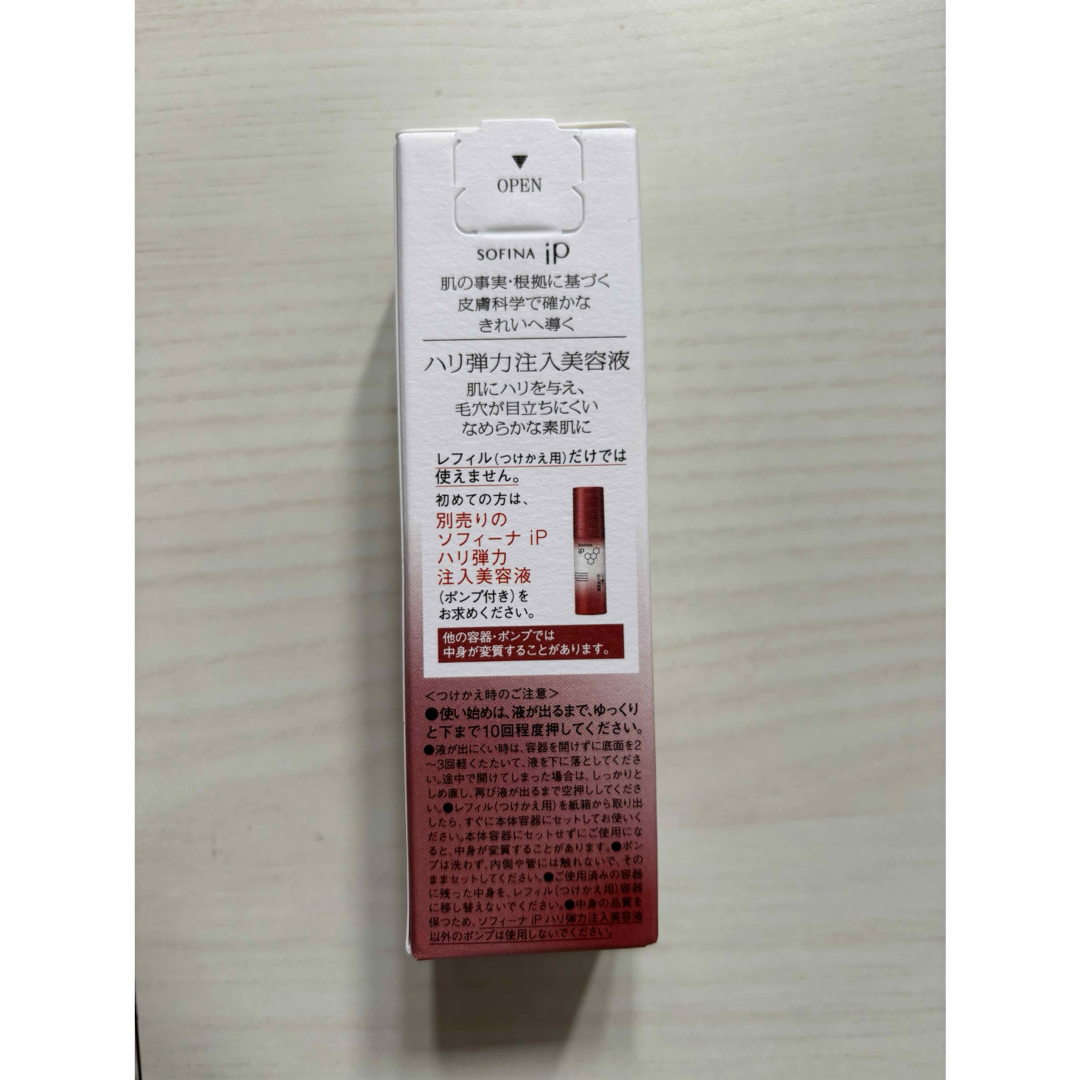 ▼
OPEN
SOFINA iP
肌の事実・根拠に基づく
皮膚科学で確かな
きれいへ導く
ハリ弾力注入美容液
肌にハリを与え、
毛穴が目立ちにくい
なめらかな素肌に
レフィル(つけかえ用)だけでは
使えません。
初めての方は、
別売りの
ソフィーナ iP
ハリ弾力
注入美容液
(ポンプ付き)を
お求めください。
SOFINA
iP
他の容器・ポンプでは
中身が変質することがあります。
<つけかえ時のご注意>
●使い始めは、液が出るまで、ゆっくり
と下まで10回程度押してください。
●液が出にくい時は、容器を開けずに底面を2
～3回軽くたたいて、液を下に落としてくださ
い。途中で開けてしまった場合は、しっかりと
しめ直し、再び液が出るまで空押ししてくださ
い。●レフィル(つけかえ用)を紙箱から取り出
したら、すぐに本体容器にセットしてお使いく
ださい。本体容器にセットせずにご使用にな
ると、中身が変質することがあります。●ポン
プは洗わず、内側や管には触れないで、その
ままセットしてください。●ご使用済みの容器
に残った中身を、レフィル(つけかえ用)容器
に移し替えないでください。●中身の品質を
保つため、ソフィーナ iP ハリ弾力注入美容液
以外のポンプは使用しないでください。